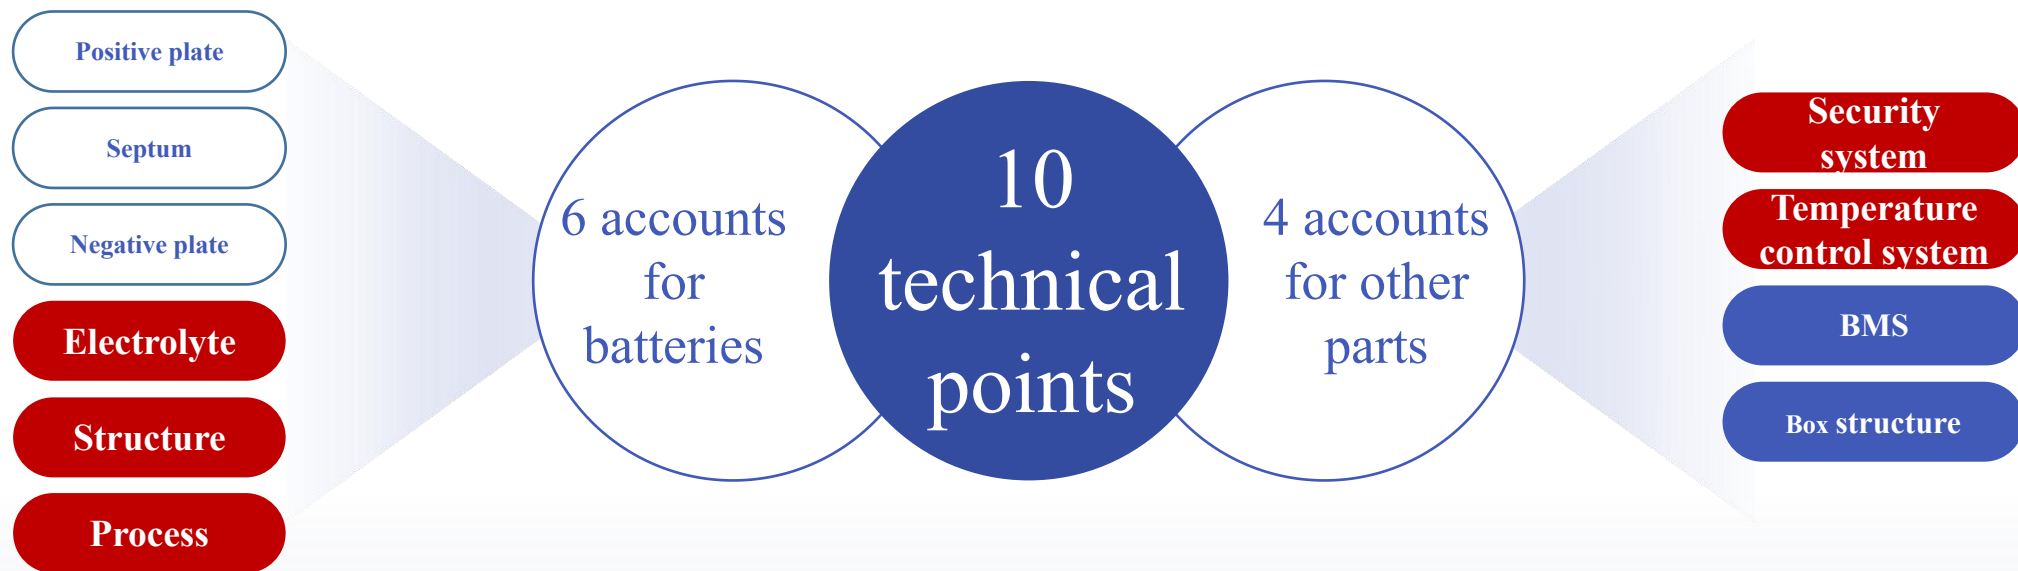 Positive plate
Septum
Negative plate
Electrolyte
Structure
Process
6 accounts
for
batteries
10
technical
points
4 accounts
for other
parts
Security
system
Temperature
control system
BMS
Box structure